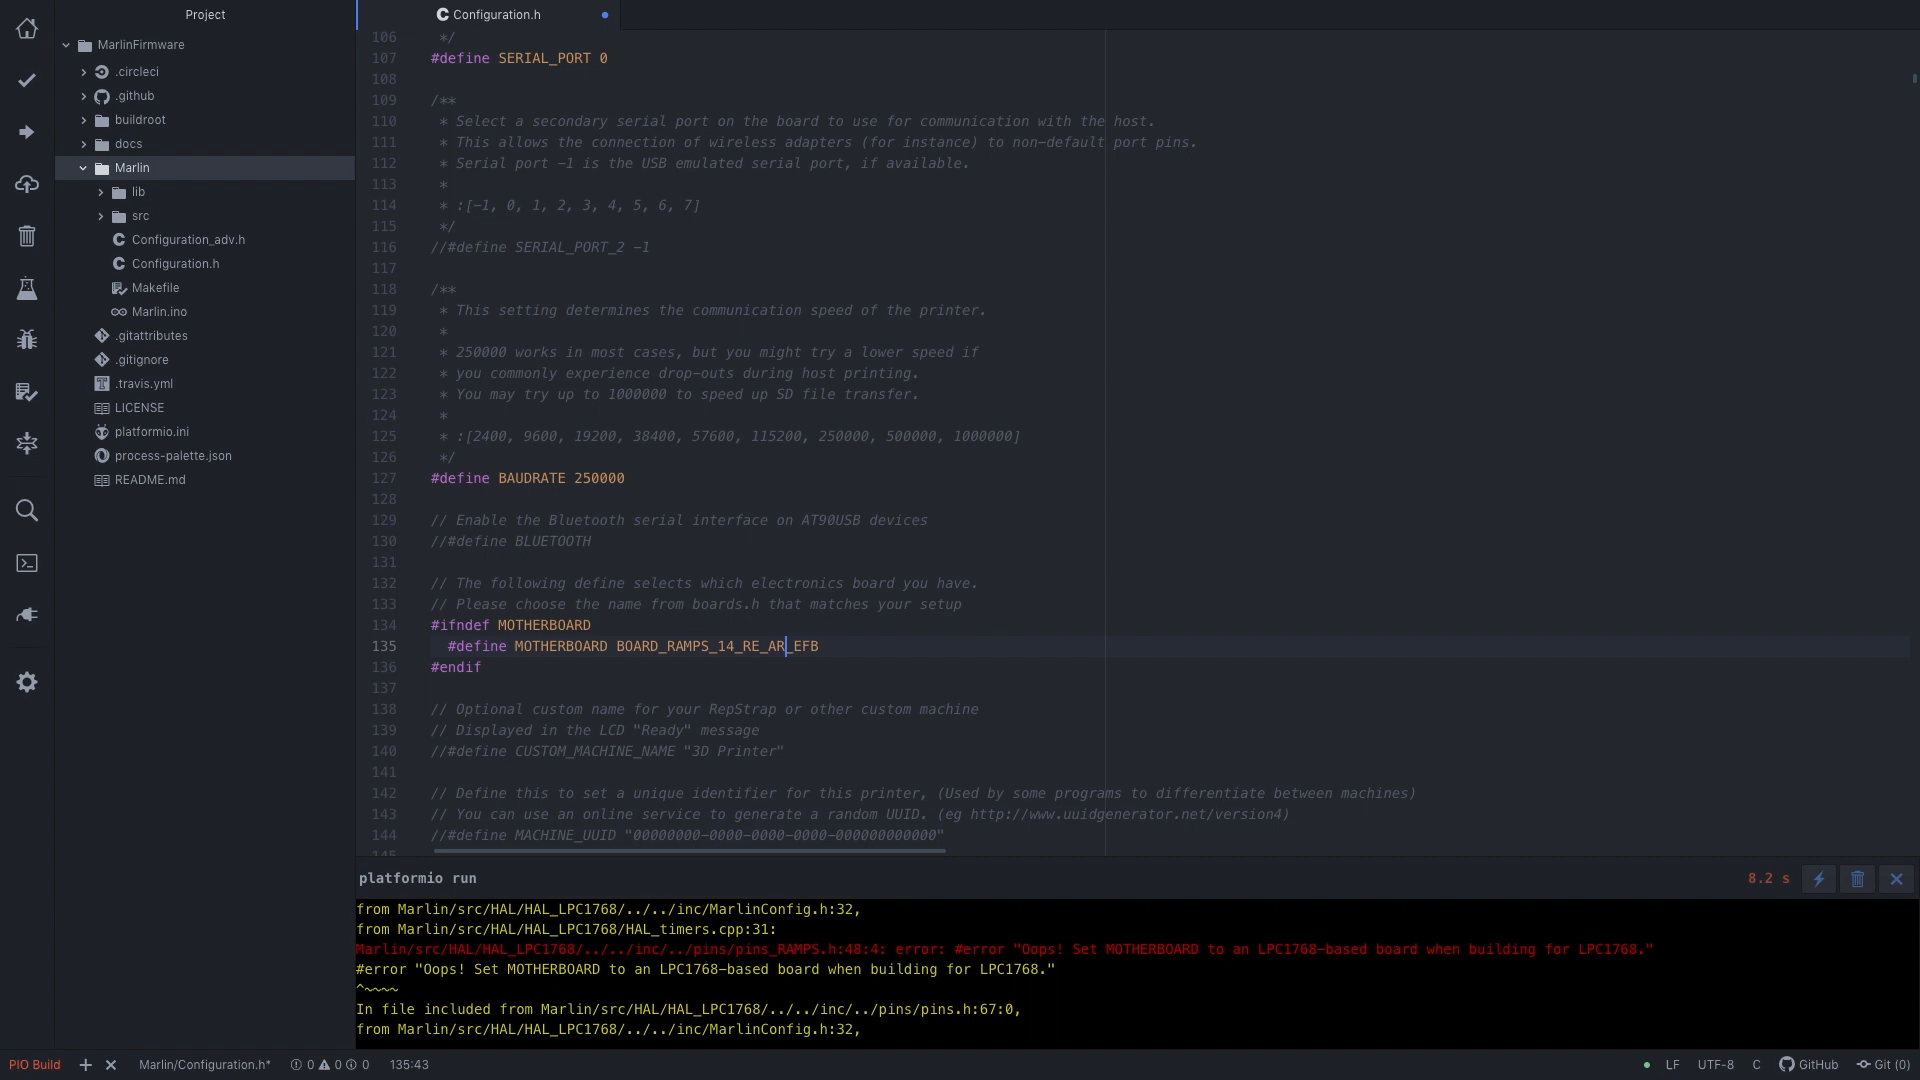 Project
MarlinFirmware
.circleci
.github
buildroot
docs
Marlin
lib
src
Configuration_adv.h
Configuration.h
Makefile
Marlin.ino
.gitattributes
.gitignore
.travis.yml
LICENSE
platformio.ini
process-palette.json
README.md
Configuration.h
106 */
107 #define SERIAL_PORT 0
108
109 /**
110 * Select a secondary serial port on the board to use for communication with the host.
111 * This allows the connection of wireless adapters (for instance) to non-default port pins.
112 * Serial port -1 is the USB emulated serial port, if available.
113 *
114 * :[-1, 0, 1, 2, 3, 4, 5, 6, 7]
115 */
116 //#define SERIAL_PORT_2 -1
117
118 /**
119 * This setting determines the communication speed of the printer.
120 *
121 * 250000 works in most cases, but you might try a lower speed if
122 * you commonly experience drop-outs during host printing.
123 * You may try up to 1000000 to speed up SD file transfer.
124 *
125 * :[2400, 9600, 19200, 38400, 57600, 115200, 250000, 500000, 1000000]
126 */
127 #define BAUDRATE 250000
128
129 // Enable the Bluetooth serial interface on AT90USB devices
130 //#define BLUETOOTH
131
132 // The following define selects which electronics board you have.
133 // Please choose the name from boards.h that matches your setup
134 #ifndef MOTHERBOARD
135 #define MOTHERBOARD BOARD_RAMPS_14_RE_AR_EFB
136 #endif
137
138 // Optional custom name for your RepStrap or other custom machine
139 // Displayed in the LCD "Ready" message
140 //#define CUSTOM_MACHINE_NAME "3D Printer"
141
142 // Define this to set a unique identifier for this printer, (Used by some programs to differentiate between machines)
143 // You can use an online service to generate a random UUID. (eg http://www.uuidgenerator.net/version4)
144 //#define MACHINE_UUID "00000000-0000-0000-0000-000000000000"
145
platformio run
8.2 s
from Marlin/src/HAL/HAL_LPC1768/../../inc/MarlinConfig.h:32,
from Marlin/src/HAL/HAL_LPC1768/HAL_timers.cpp:31:
Marlin/src/HAL/HAL_LPC1768/../../inc/../pins/pins_RAMPS.h:48:4: error: #error "Oops! Set MOTHERBOARD to an LPC1768-based board when building for LPC1768."
#error "Oops! Set MOTHERBOARD to an LPC1768-based board when building for LPC1768."
^~~~~
In file included from Marlin/src/HAL/HAL_LPC1768/../../inc/../pins/pins.h:67:0,
from Marlin/src/HAL/HAL_LPC1768/../../inc/MarlinConfig.h:32,
PIO Build
Marlin/Configuration.h*
0 0 0
135:43
LF UTF-8 C GitHub Git (0)